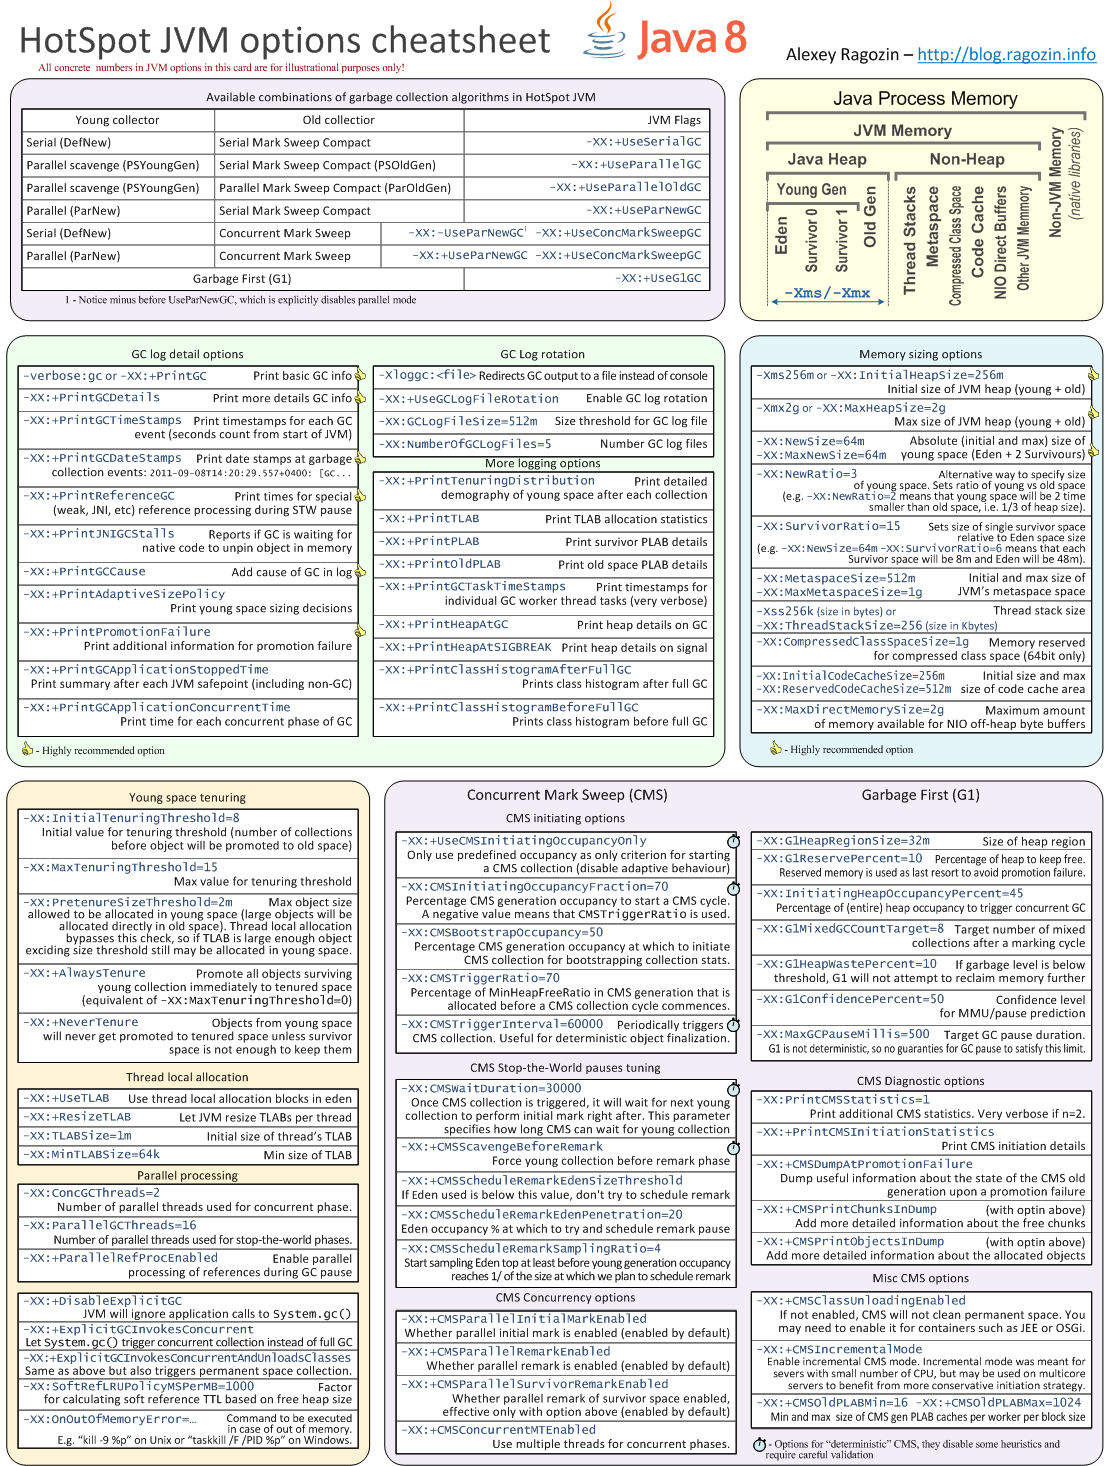 HotSpot JVM options cheatsheet
Java 8
Alexey Ragozin – http://blog.ragozin.info
All concrete numbers in JVM options in this card are for illustrational purposes only!
Available combinations of garbage collection algorithms in HotSpot JVM
Young collector Old collectior JVM Flags
Serial (DefNew) Serial Mark Sweep Compact -XX:+UseSerialGC
Parallel scavenge (PSYoungGen) Serial Mark Sweep Compact (PSOldGen) -XX:+UseParallelGC
Parallel scavenge (PSYoungGen) Parallel Mark Sweep Compact (ParOldGen) -XX:+UseParallelOldGC
Parallel (ParNew) Serial Mark Sweep Compact -XX:+UseParNewGC
Serial (DefNew) Concurrent Mark Sweep -XX:-UseParNewGC¹ -XX:+UseConcMarkSweepGC
Parallel (ParNew) Concurrent Mark Sweep -XX:+UseParNewGC -XX:+UseConcMarkSweepGC
Garbage First (G1) -XX:+UseG1GC
1 - Notice minus before UseParNewGC, which is explicitly disables parallel mode
Java Process Memory
JVM Memory
Java Heap Non-Heap
Young Gen
Eden
Survivor 0
Survivor 1
Old Gen
Thread Stacks
Metaspace
Compressed Class Space
Code Cache
NIO Direct Buffers
Other JVM Memmory
Non-JVM Memory
(native libraries)
-Xms/-Xmx
GC log detail options
-verbose:gc or -XX:+PrintGC Print basic GC info
-XX:+PrintGCDetails Print more details GC info
-XX:+PrintGCTimeStamps Print timestamps for each GC
event (seconds count from start of JVM)
-XX:+PrintGCDateStamps Print date stamps at garbage
collection events: 2011-09-08T14:20:29.557+0400: [GC...
-XX:+PrintReferenceGC Print times for special
(weak, JNI, etc) reference processing during STW pause
-XX:+PrintJNIGCStalls Reports if GC is waiting for
native code to unpin object in memory
-XX:+PrintGCCause Add cause of GC in log
-XX:+PrintAdaptiveSizePolicy
Print young space sizing decisions
-XX:+PrintPromotionFailure
Print additional information for promotion failure
-XX:+PrintGCApplicationStoppedTime
Print summary after each JVM safepoint (including non-GC)
-XX:+PrintGCApplicationConcurrentTime
Print time for each concurrent phase of GC
- Highly recommended option
GC Log rotation
-Xloggc:<file> Redirects GC output to a file instead of console
-XX:+UseGCLogFileRotation Enable GC log rotation
-XX:GCLogFileSize=512m Size threshold for GC log file
-XX:NumberOfGCLogFiles=5 Number GC log files
More logging options
-XX:+PrintTenuringDistribution Print detailed
demography of young space after each collection
-XX:+PrintTLAB Print TLAB allocation statistics
-XX:+PrintPLAB Print survivor PLAB details
-XX:+PrintOldPLAB Print old space PLAB details
-XX:+PrintGCTaskTimeStamps Print timestamps for
individual GC worker thread tasks (very verbose)
-XX:+PrintHeapAtGC Print heap details on GC
-XX:+PrintHeapAtSIGBREAK Print heap details on signal
-XX:+PrintClassHistogramAfterFullGC
Prints class histogram after full GC
-XX:+PrintClassHistogramBeforeFullGC
Prints class histogram before full GC
Memory sizing options
-Xms256m or -XX:InitialHeapSize=256m
Initial size of JVM heap (young + old)
-Xmx2g or -XX:MaxHeapSize=2g
Max size of JVM heap (young + old)
-XX:NewSize=64m Absolute (initial and max) size of
-XX:MaxNewSize=64m young space (Eden + 2 Survivours)
-XX:NewRatio=3 Alternative way to specify size
of young space. Sets ratio of young vs old space
(e.g. -XX:NewRatio=2 means that young space will be 2 time
smaller than old space, i.e. 1/3 of heap size).
-XX:SurvivorRatio=15 Sets size of single survivor space
relative to Eden space size
(e.g. -XX:NewSize=64m -XX:SurvivorRatio=6 means that each
Survivor space will be 8m and Eden will be 48m).
-XX:MetaspaceSize=512m Initial and max size of
-XX:MaxMetaspaceSize=1g JVM's metaspace space
-Xss256k (size in bytes) or Thread stack size
-XX:ThreadStackSize=256 (size in Kbytes)
-XX:CompressedClassSpaceSize=1g Memory reserved
for compressed class space (64bit only)
-XX:InitialCodeCacheSize=256m Initial size and max
-XX:ReservedCodeCacheSize=512m size of code cache area
-XX:MaxDirectMemorySize=2g Maximum amount
of memory available for NIO off-heap byte buffers
- Highly recommended option
Young space tenuring
-XX:InitialTenuringThreshold=8
Initial value for tenuring threshold (number of collections
before object will be promoted to old space)
-XX:MaxTenuringThreshold=15
Max value for tenuring threshold
-XX:PretenureSizeThreshold=2m Max object size
allowed to be allocated in young space (large objects will be
allocated directly in old space). Thread local allocation
bypasses this check, so if TLAB is large enough object
exciding size threshold still may be allocated in young space.
-XX:+AlwaysTenure Promote all objects surviving
young collection immediately to tenured space
(equivalent of -XX:MaxTenuringThreshold=0)
-XX:+NeverTenure Objects from young space
will never get promoted to tenured space unless survivor
space is not enough to keep them
Thread local allocation
-XX:+UseTLAB Use thread local allocation blocks in eden
-XX:+ResizeTLAB Let JVM resize TLABs per thread
-XX:TLABSize=1m Initial size of thread's TLAB
-XX:MinTLABSize=64k Min size of TLAB
Parallel processing
-XX:ConcGCThreads=2
Number of parallel threads used for concurrent phase.
-XX:ParallelGCThreads=16
Number of parallel threads used for stop-the-world phases.
-XX:+ParallelRefProcEnabled Enable parallel
processing of references during GC pause
-XX:+DisableExplicitGC
JVM will ignore application calls to System.gc()
-XX:+ExplicitGCInvokesConcurrent
Let System.gc() trigger concurrent collection instead of full GC
-XX:+ExplicitGCInvokesConcurrentAndUnloadsClasses
Same as above but also triggers permanent space collection.
-XX:SoftRefLRUPolicyMSPerMB=1000 Factor
for calculating soft reference TTL based on free heap size
-XX:OnOutOfMemoryError=… Command to be executed
in case of out of memory.
E.g. "kill -9 %p" on Unix or "taskkill /F /PID %p" on Windows.
Concurrent Mark Sweep (CMS)
CMS initiating options
-XX:+UseCMSInitiatingOccupancyOnly
Only use predefined occupancy as only criterion for starting
a CMS collection (disable adaptive behaviour)
-XX:CMSInitiatingOccupancyFraction=70
Percentage CMS generation occupancy to start a CMS cycle.
A negative value means that CMSTriggerRatio is used.
-XX:CMSBootstrapOccupancy=50
Percentage CMS generation occupancy at which to initiate
CMS collection for bootstrapping collection stats.
-XX:CMSTriggerRatio=70
Percentage of MinHeapFreeRatio in CMS generation that is
allocated before a CMS collection cycle commences.
-XX:CMSTriggerInterval=60000 Periodically triggers
CMS collection. Useful for deterministic object finalization.
CMS Stop-the-World pauses tuning
-XX:CMSWaitDuration=30000
Once CMS collection is triggered, it will wait for next young
collection to perform initial mark right after. This parameter
specifies how long CMS can wait for young collection
-XX:+CMSScavengeBeforeRemark
Force young collection before remark phase
-XX:+CMSScheduleRemarkEdenSizeThreshold
If Eden used is below this value, don't try to schedule remark
-XX:CMSScheduleRemarkEdenPenetration=20
Eden occupancy % at which to try and schedule remark pause
-XX:CMSScheduleRemarkSamplingRatio=4
Start sampling Eden top at least before young generation occupancy
reaches 1/ of the size at which we plan to schedule remark
CMS Concurrency options
-XX:+CMSParallelInitialMarkEnabled
Whether parallel initial mark is enabled (enabled by default)
-XX:+CMSParallelRemarkEnabled
Whether parallel remark is enabled (enabled by default)
-XX:+CMSParallelSurvivorRemarkEnabled
Whether parallel remark of survivor space enabled,
effective only with option above (enabled by default)
-XX:+CMSConcurrentMTEnabled
Use multiple threads for concurrent phases.
Garbage First (G1)
-XX:G1HeapRegionSize=32m Size of heap region
-XX:G1ReservePercent=10 Percentage of heap to keep free.
Reserved memory is used as last resort to avoid promotion failure.
-XX:InitiatingHeapOccupancyPercent=45
Percentage of (entire) heap occupancy to trigger concurrent GC
-XX:G1MixedGCCountTarget=8 Target number of mixed
collections after a marking cycle
-XX:G1HeapWastePercent=10 If garbage level is below
threshold, G1 will not attempt to reclaim memory further
-XX:G1ConfidencePercent=50 Confidence level
for MMU/pause prediction
-XX:MaxGCPauseMillis=500 Target GC pause duration.
G1 is not deterministic, so no guaranties for GC pause to satisfy this limit.
CMS Diagnostic options
-XX:PrintCMSStatistics=1
Print additional CMS statistics. Very verbose if n=2.
-XX:+PrintCMSInitiationStatistics
Print CMS initiation details
-XX:+CMSDumpAtPromotionFailure
Dump useful information about the state of the CMS old
generation upon a promotion failure
-XX:+CMSPrintChunksInDump (with optin above)
Add more detailed information about the free chunks
-XX:+CMSPrintObjectsInDump (with optin above)
Add more detailed information about the allocated objects
Misc CMS options
-XX:+CMSClassUnloadingEnabled
If not enabled, CMS will not clean permanent space. You
may need to enable it for containers such as JEE or OSGi.
-XX:+CMSIncrementalMode
Enable incremental CMS mode. Incremental mode was meant for
severs with small number of CPU, but may be used on multicore
servers to benefit from more conservative initiation strategy.
-XX:+CMSOldPLABMin=16 -XX:+CMSOldPLABMax=1024
Min and max size of CMS gen PLAB caches per worker per block size
- Options for "deterministic" CMS, they disable some heuristics and
require careful validation